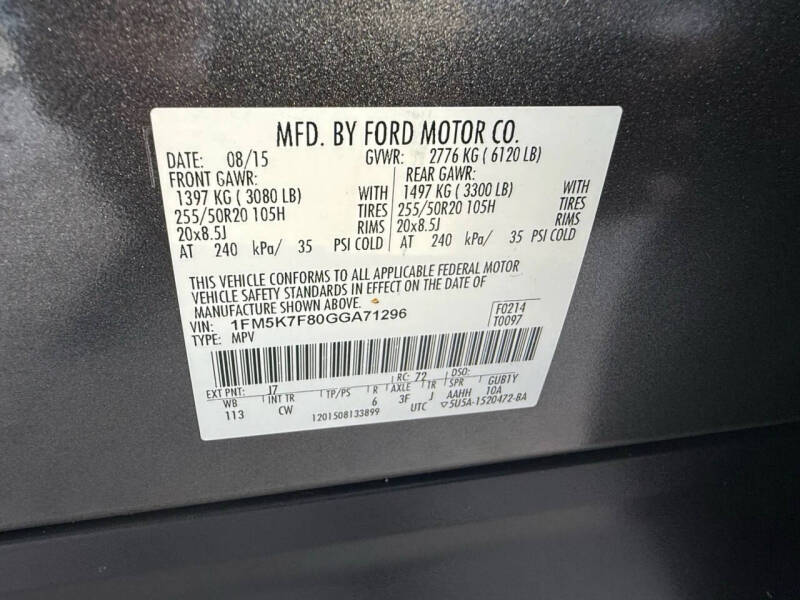 MFD. BY FORD MOTOR CO.
DATE: 08/15 GVWR: 2776 KG ( 6120 LB)
FRONT GAWR: REAR GAWR:
1397 KG ( 3080 LB) WITH 1497 KG ( 3300 LB) WITH
255/50R20 105H TIRES 255/50R20 105H TIRES
20x8.5J RIMS 20x8.5J RIMS
AT 240 kPa/ 35 PSI COLD AT 240 kPa/ 35 PSI COLD
THIS VEHICLE CONFORMS TO ALL APPLICABLE FEDERAL MOTOR
VEHICLE SAFETY STANDARDS IN EFFECT ON THE DATE OF
MANUFACTURE SHOWN ABOVE.
VIN: 1FM5K7F80GGA71296 F0214
TYPE: MPV T0097
EXT PNT: J7 RC: 72 DSO:
WB INT TR TP/PS R AXLE TR SPR GUBTY
113 CW 6 3F J AAHH 10A
1201508133899 UTC ▽5U5A-1520472-BA